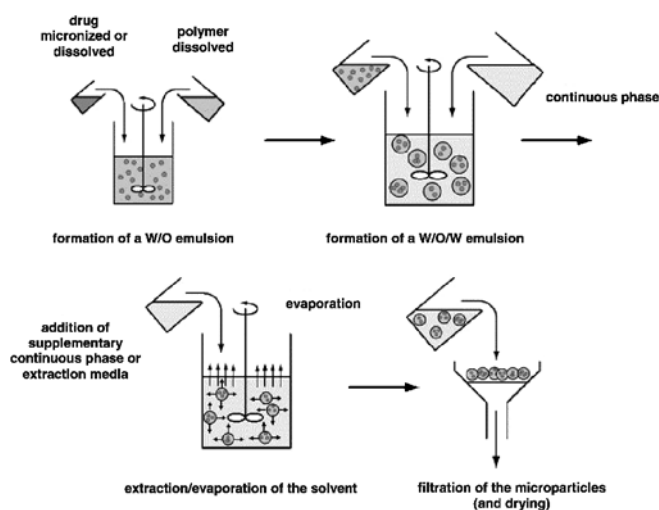 drug
micronized or
dissolved
polymer
dissolved
continuous phase
formation of a W/O emulsion
formation of a W/O/W emulsion
addition of
supplementary
continuous phase or
extraction media
evaporation
extraction/evaporation of the solvent
filtration of the microparticles
(and drying)